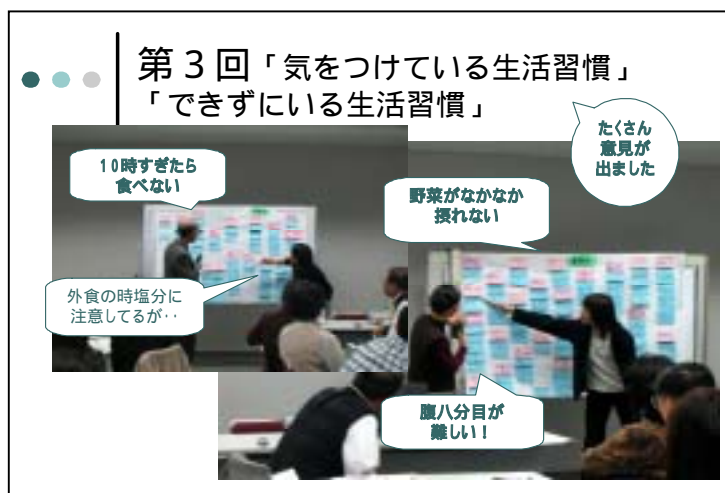 第３回「気をつけている生活習慣」
「できずにいる生活習慣」
たくさん
意見が
出ました
10時すぎたら
食べない
野菜がなかなか
摂れない
外食の時塩分に
注意してるが‥
腹八分目が
難しい！